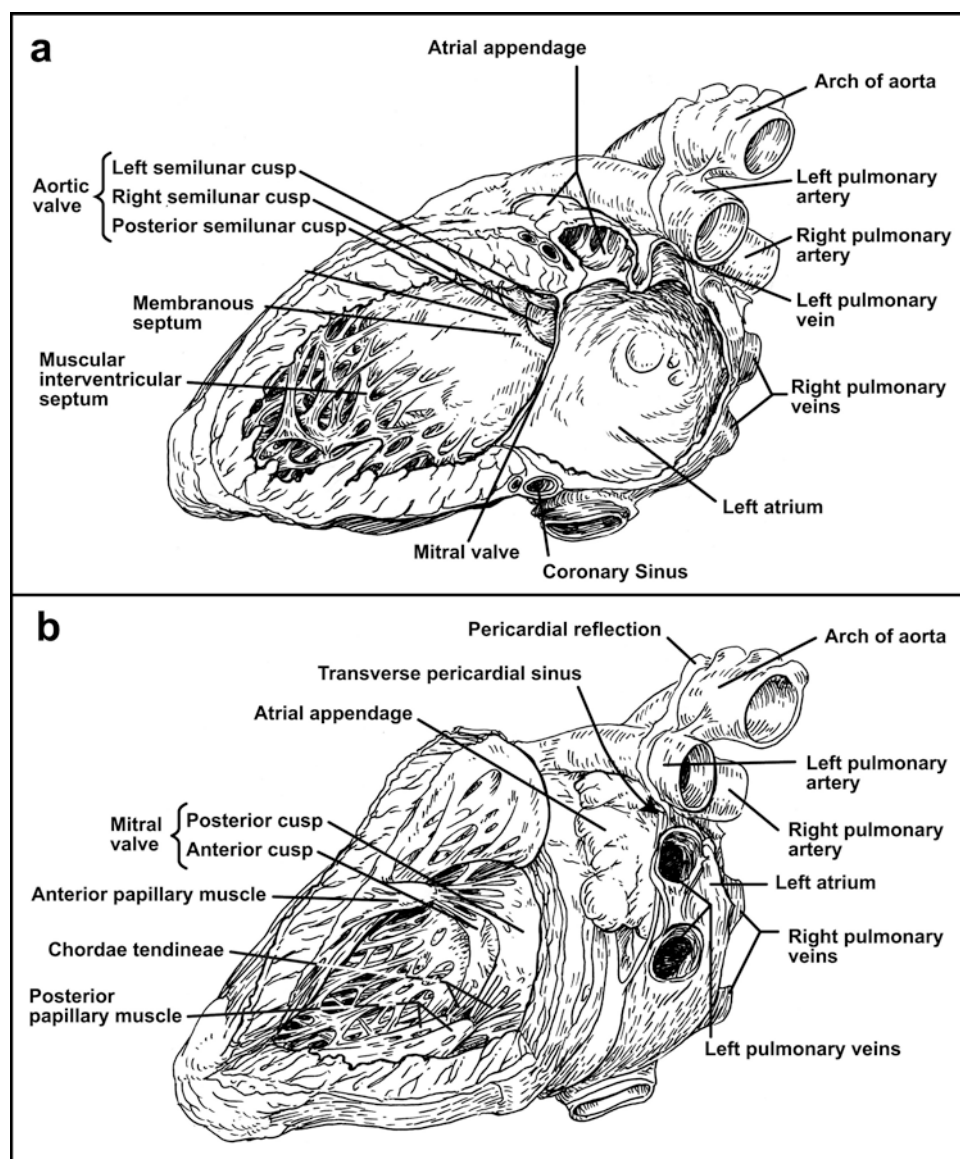 a
Atrial appendage
Arch of aorta
Aortic
valve
Left semilunar cusp
Right semilunar cusp
Posterior semilunar cusp
Left pulmonary
artery
Right pulmonary
artery
Membranous
septum
Left pulmonary
vein
Muscular
interventricular
septum
Right pulmonary
veins
Left atrium
Mitral valve
Coronary Sinus
b
Pericardial reflection
Arch of aorta
Transverse pericardial sinus
Atrial appendage
Left pulmonary
artery
Mitral
valve
Posterior cusp
Anterior cusp
Right pulmonary
artery
Anterior papillary muscle
Left atrium
Chordae tendineae
Right pulmonary
veins
Posterior
papillary muscle
Left pulmonary veins